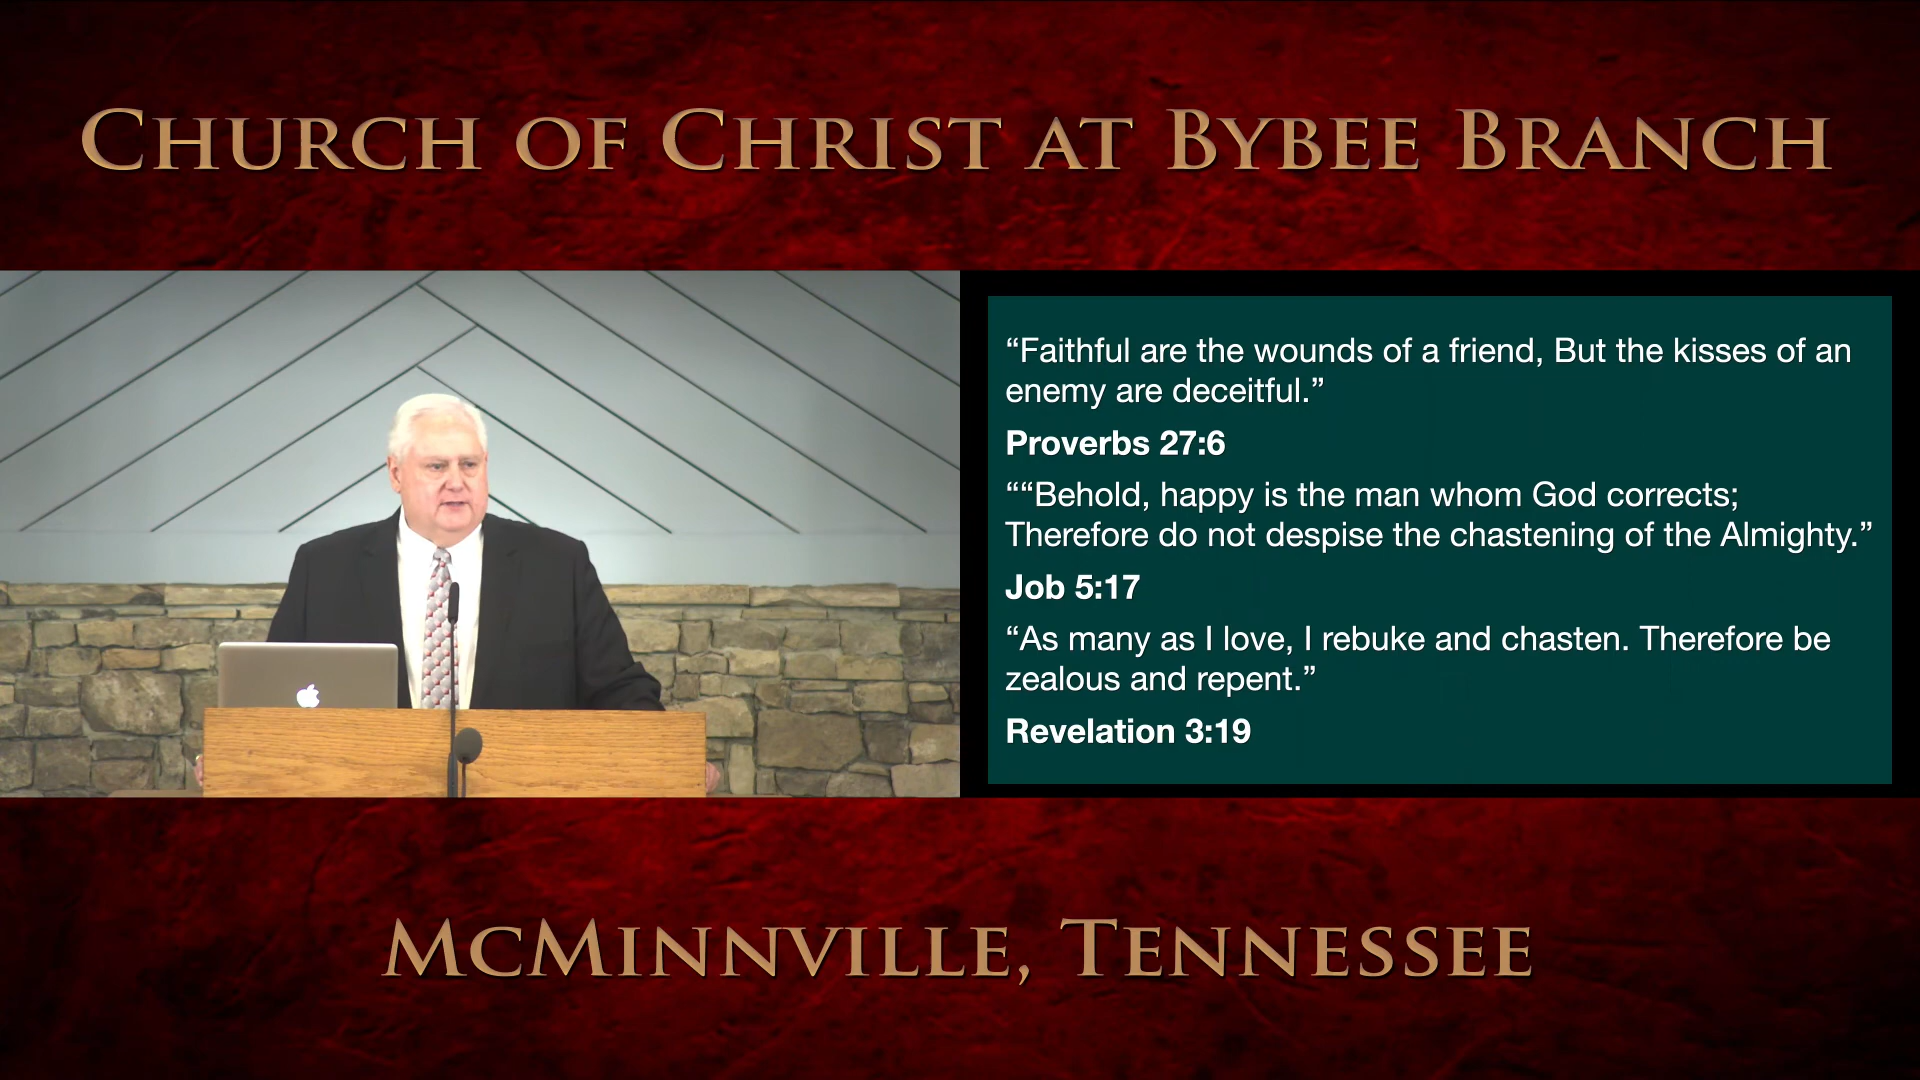 CHURCH OF CHRIST AT BYBEE BRANCH
“Faithful are the wounds of a friend, But the kisses of an
enemy are deceitful.”
Proverbs 27:6
““Behold, happy is the man whom God corrects;
Therefore do not despise the chastening of the Almighty.”
Job 5:17
“As many as I love, I rebuke and chasten. Therefore be
zealous and repent.”
Revelation 3:19
MCMINNVILLE, TENNESSEE